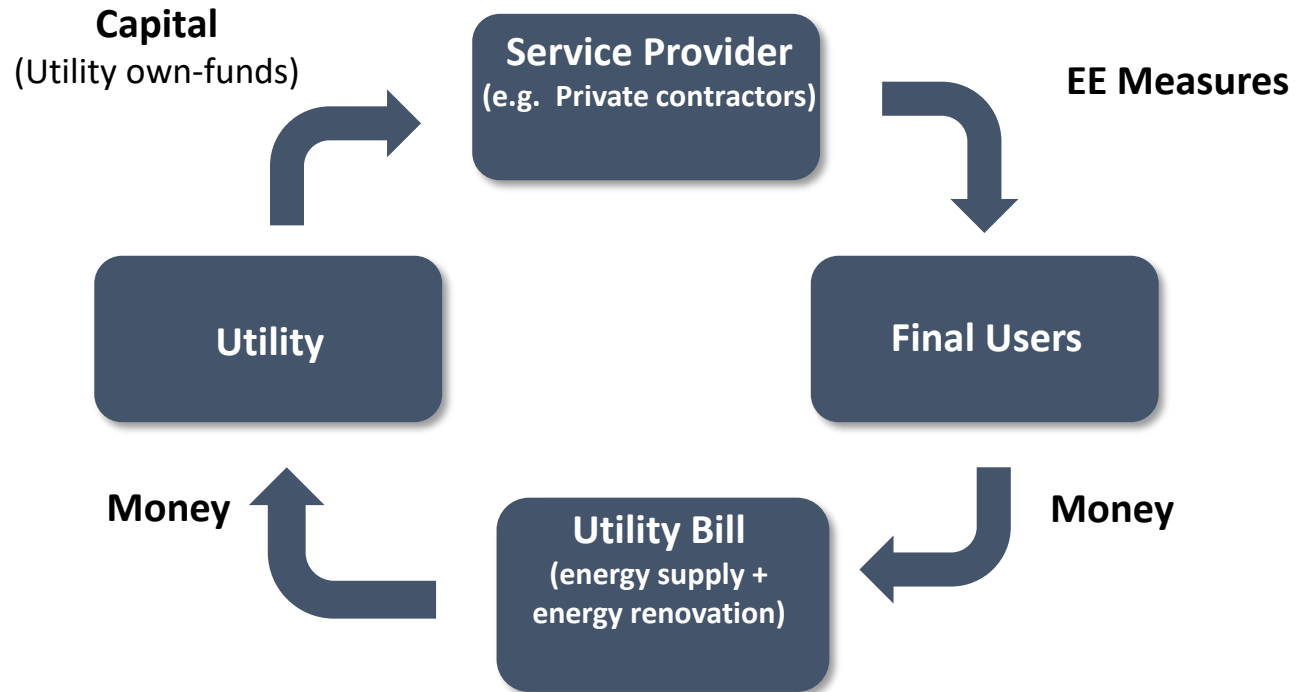 Capital
(Utility own-funds)
Service Provider
(e.g. Private contractors)
EE Measures
Utility
Final Users
Money
Utility Bill
(energy supply +
energy renovation)
Money